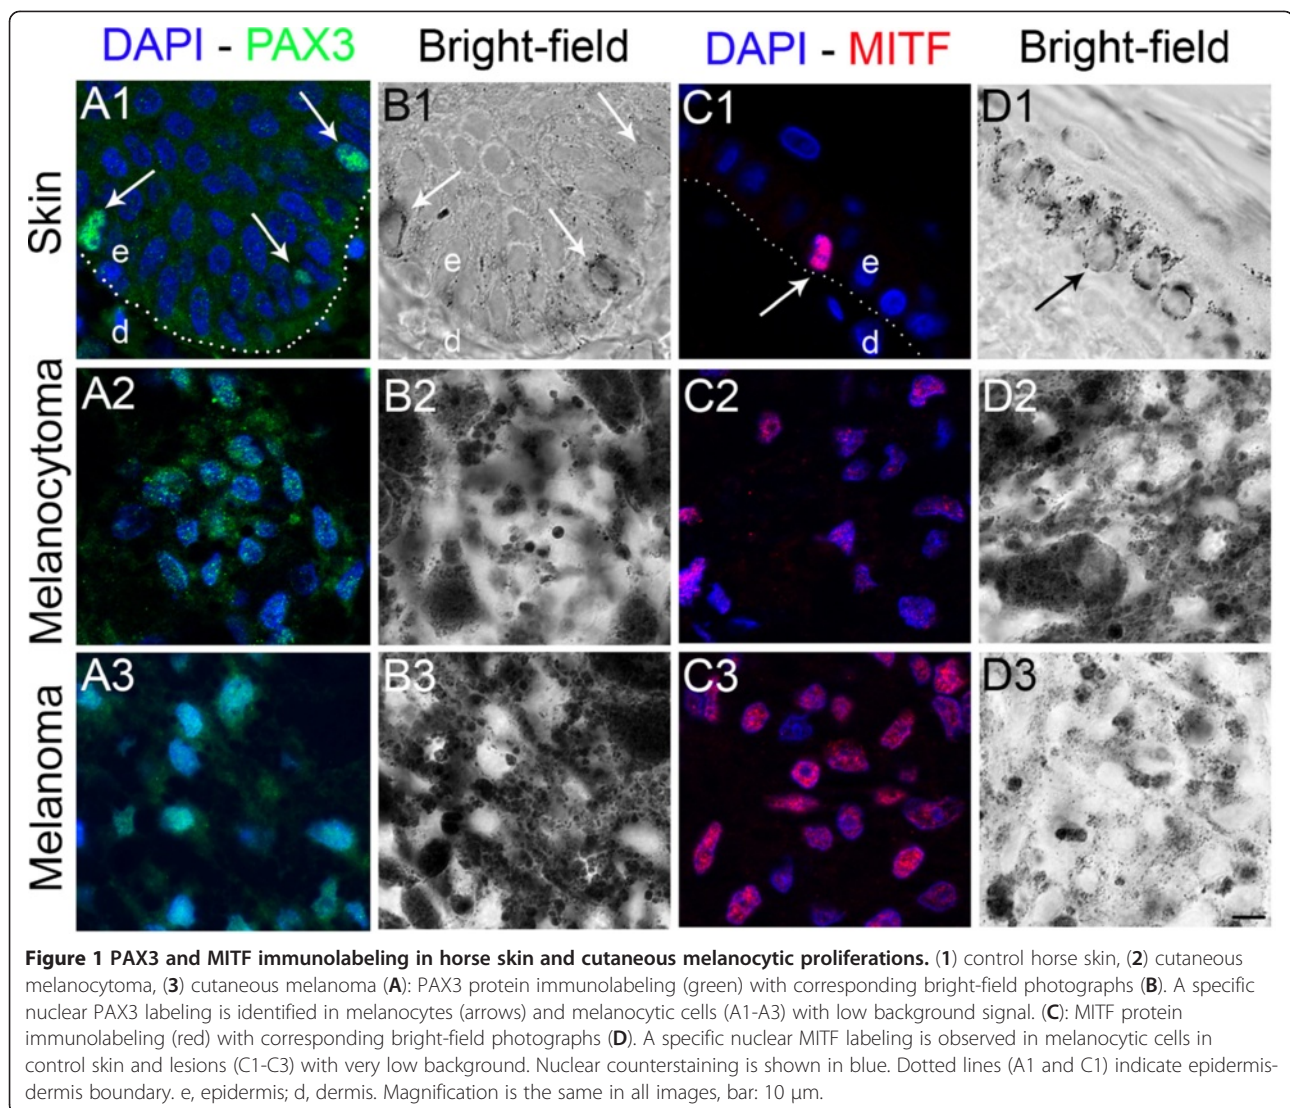 DAPI - PAX3 Bright-field DAPI - MITF Bright-field
Skin
A1 B1 C1 D1
e e e
d d d
Melanocytoma
A2 B2 C2 D2
Melanoma
A3 B3 C3 D3
Figure 1 PAX3 and MITF immunolabeling in horse skin and cutaneous melanocytic proliferations. (1) control horse skin, (2) cutaneous
melanocytoma, (3) cutaneous melanoma (A): PAX3 protein immunolabeling (green) with corresponding bright-field photographs (B). A specific
nuclear PAX3 labeling is identified in melanocytes (arrows) and melanocytic cells (A1-A3) with low background signal. (C): MITF protein
immunolabeling (red) with corresponding bright-field photographs (D). A specific nuclear MITF labeling is observed in melanocytic cells in
control skin and lesions (C1-C3) with very low background. Nuclear counterstaining is shown in blue. Dotted lines (A1 and C1) indicate epidermis-
dermis boundary. e, epidermis; d, dermis. Magnification is the same in all images, bar: 10 μm.